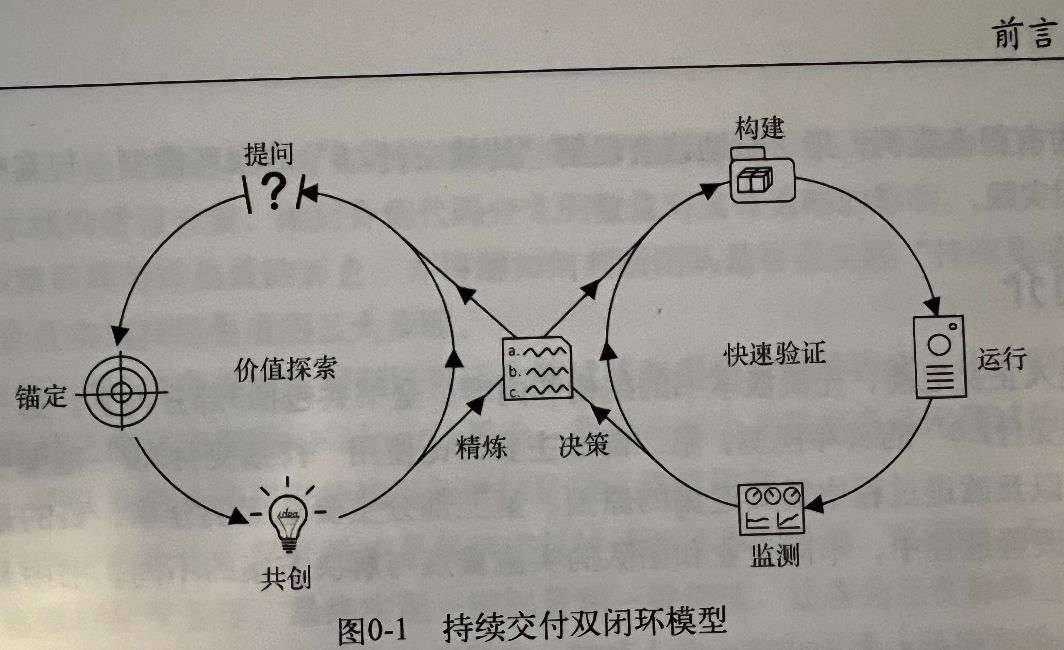 前言
构建
提问
价值探索
快速验证
运行
锚定
a.
b.
c.
精炼
决策
idea
监测
共创
图0-1 持续交付双闭环模型